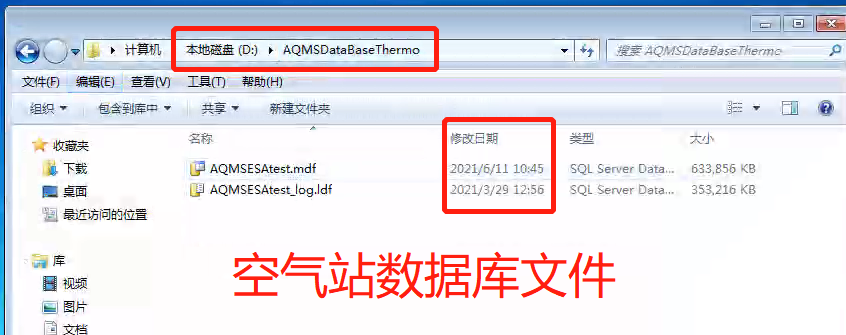 计算机 本地磁盘 (D:) AQMSDataBaseThermo 搜索 AQMSDataBaseThermo
文件(F) 编辑(E) 查看(V) 工具(T) 帮助(H)
组织 包含到库中 共享 新建文件夹
名称 修改日期 类型 大小
收藏夹
下载
桌面
最近访问的位置
库
视频
图片
文档
AQMSESAtest.mdf 2021/6/11 10:45 SQL Server Data... 633,856 KB
AQMSESAtest_log.ldf 2021/3/29 12:56 SQL Server Data... 353,216 KB
空气站数据库文件